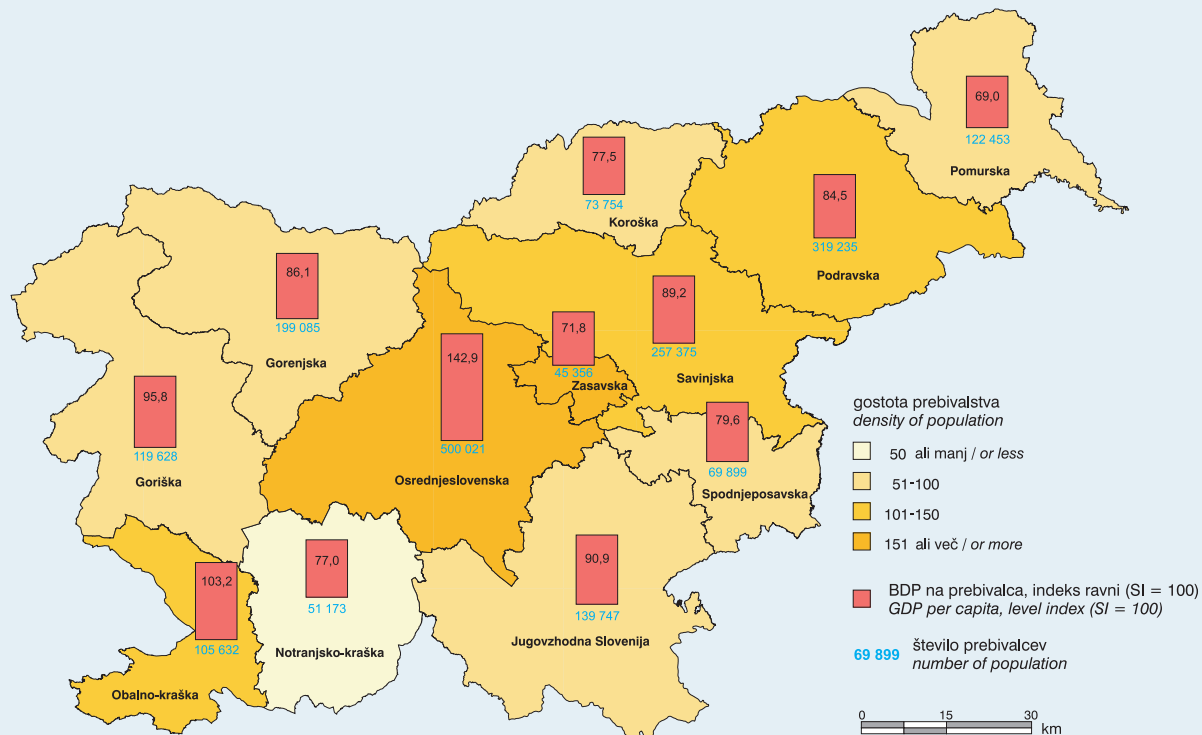 69,0
122 453
Pomurska
77,5
73 754
Koroška
84,5
319 235
Podravska
86,1
199 085
Gorenjska
89,2
257 375
Savinjska
71,8
45 356
Zasavska
142,9
500 021
Osrednjeslovenska
95,8
119 628
Goriška
79,6
69 899
Spodnjeposavska
103,2
105 632
Obalno-kraška
77,0
51 173
Notranjsko-kraška
90,9
139 747
Jugovzhodna Slovenija
gostota prebivalstva
density of population
50 ali manj / or less
51-100
101-150
151 ali več / or more
BDP na prebivalca, indeks ravni (SI = 100)
GDP per capita, level index (SI = 100)
69 899 število prebivalcev
number of population
0 15 30
km